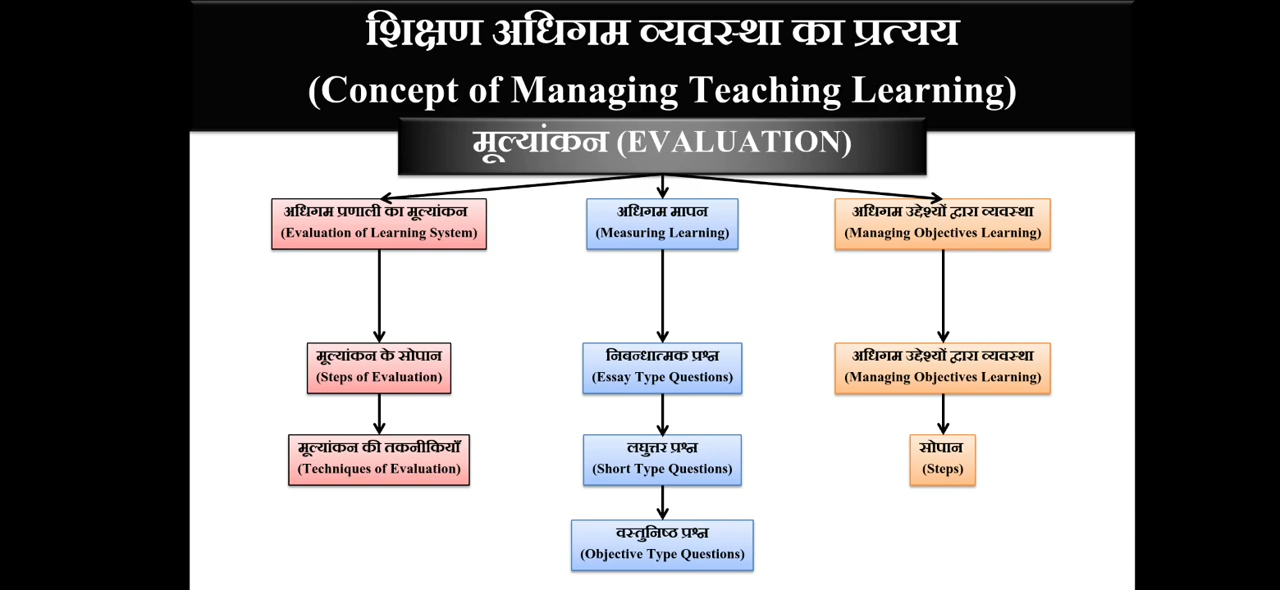 शिक्षण अधिगम व्यवस्था का प्रत्यय
(Concept of Managing Teaching Learning)
मूल्यांकन (EVALUATION)
अधिगम प्रणाली का मूल्यांकन
(Evaluation of Learning System)
अधिगम मापन
(Measuring Learning)
अधिगम उद्देश्यों द्वारा व्यवस्था
(Managing Objectives Learning)
मूल्यांकन के सोपान
(Steps of Evaluation)
निबन्धात्मक प्रश्न
(Essay Type Questions)
अधिगम उद्देश्यों द्वारा व्यवस्था
(Managing Objectives Learning)
मूल्यांकन की तकनीकियाँ
(Techniques of Evaluation)
लघुत्तर प्रश्न
(Short Type Questions)
सोपान
(Steps)
वस्तुनिष्ठ प्रश्न
(Objective Type Questions)